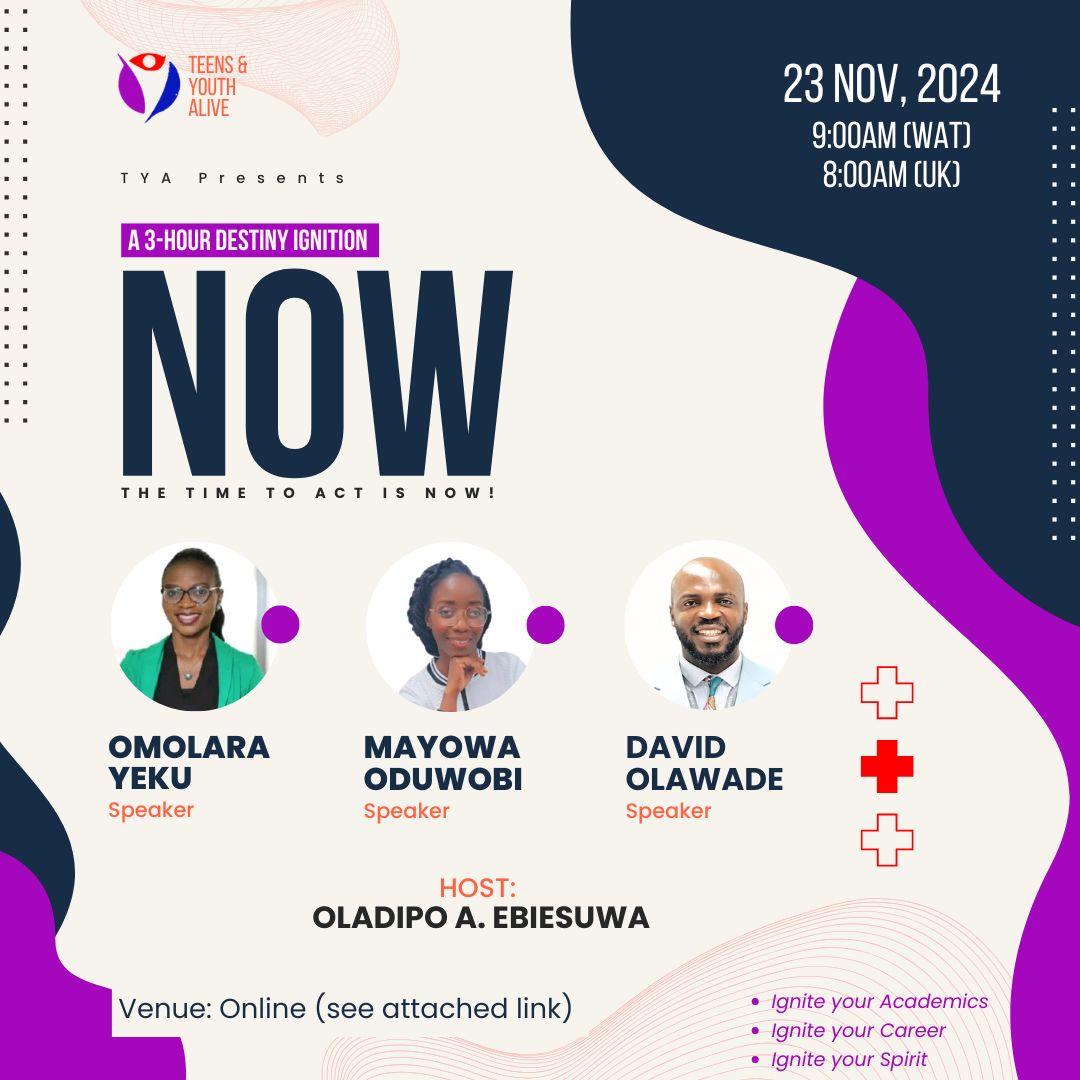 TEENS &
YOUTH
ALIVE
23 NOV, 2024
9:00AM (WAT)
8:00AM (UK)
TYA Presents
A 3-HOUR DESTINY IGNITION
NOW
THE TIME TO ACT IS NOW!
OMOLARA
YEKU
Speaker
MAYOWA
ODUWOBI
Speaker
DAVID
OLAWADE
Speaker
HOST:
OLADIPO A. EBIESUWA
Venue: Online (see attached link)
• Ignite your Academics
• Ignite your Career
• Ignite your Spirit